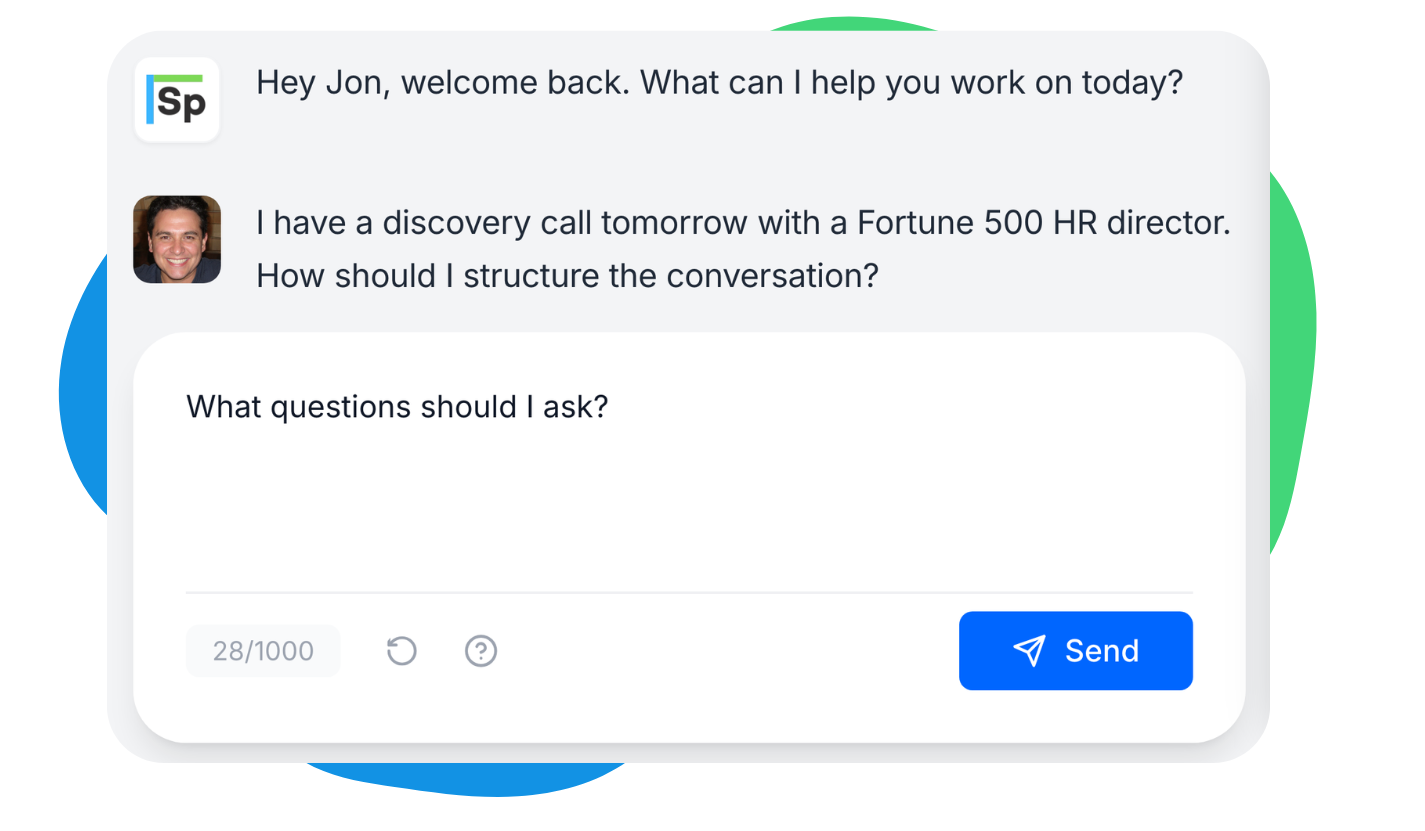 Sp
Hey Jon, welcome back. What can I help you work on today?
I have a discovery call tomorrow with a Fortune 500 HR director.
How should I structure the conversation?
What questions should I ask?
28/1000
Send